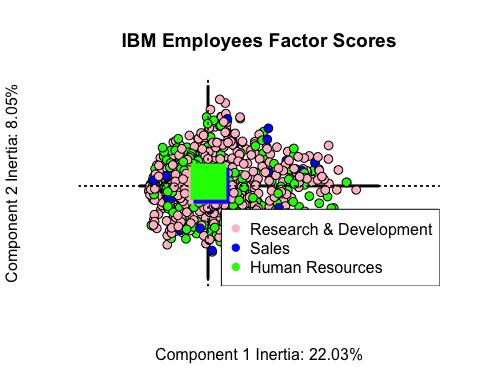 IBM Employees Factor Scores
Component 2 Inertia: 8.05%
Research & Development
Sales
Human Resources
Component 1 Inertia: 22.03%